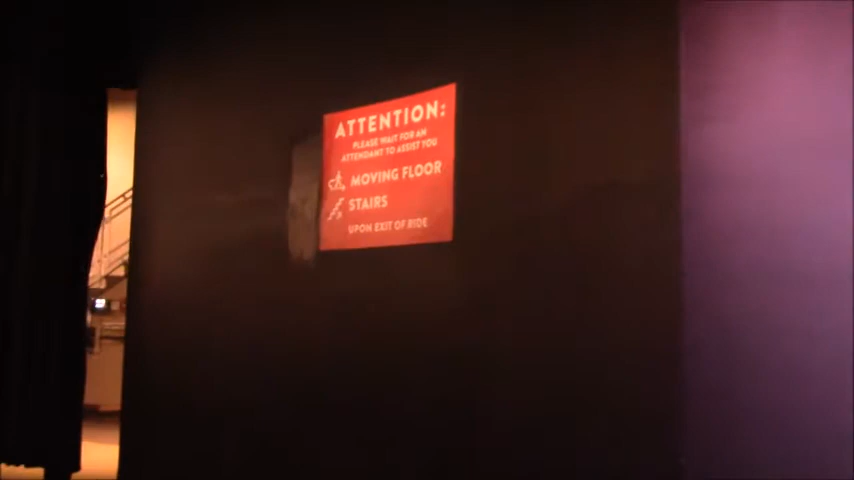 ATTENTION:
PLEASE WAIT FOR AN
ATTENDANT TO ASSIST YOU
MOVING FLOOR
STAIRS
UPON EXIT OF RIDE